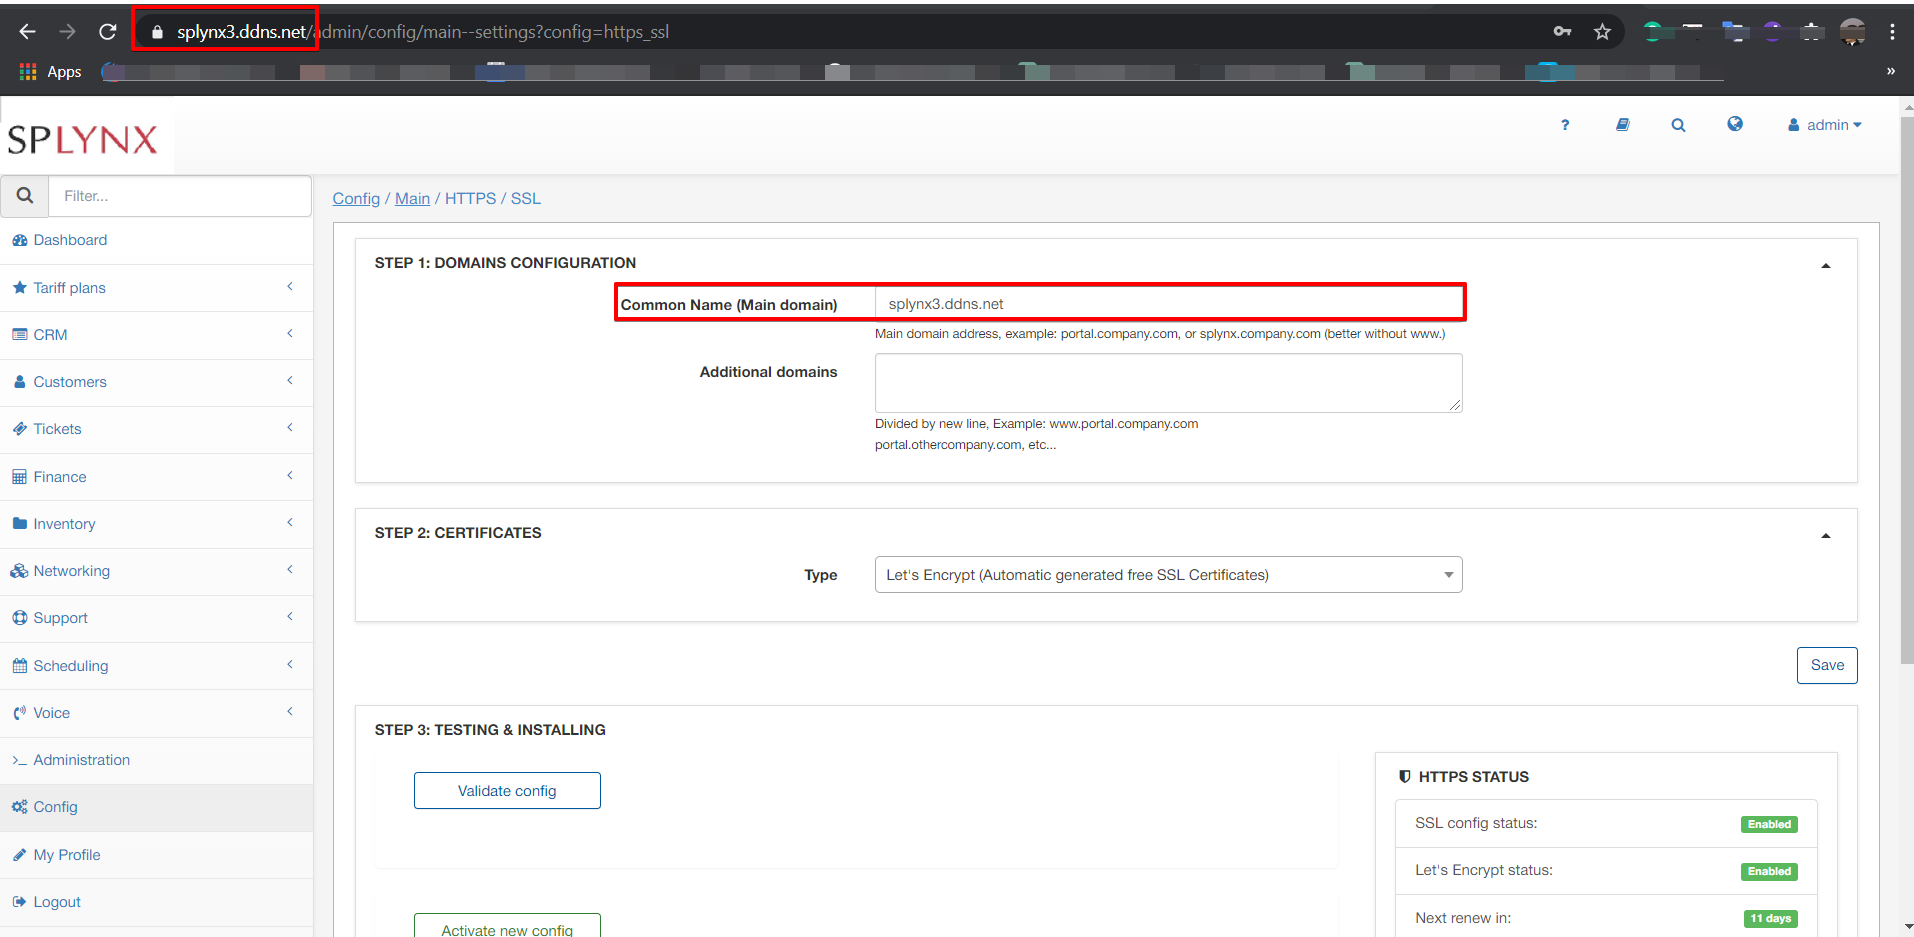 splynx3.ddns.net/admin/config/main--settings?config=https_ssl
Apps
»
SPLYNX
? admin
Filter...
Config / Main / HTTPS / SSL
Dashboard
Tariff plans
CRM
Customers
Tickets
Finance
Inventory
Networking
Support
Scheduling
Voice
Administration
Config
My Profile
Logout
STEP 1: DOMAINS CONFIGURATION
Common Name (Main domain) splynx3.ddns.net
Main domain address, example: portal.company.com, or splynx.company.com (better without www.)
Additional domains
Divided by new line, Example: www.portal.company.com
portal.othercompany.com, etc...
STEP 2: CERTIFICATES
Type Let's Encrypt (Automatic generated free SSL Certificates)
Save
STEP 3: TESTING & INSTALLING
Validate config
Activate new config
HTTPS STATUS
SSL config status: Enabled
Let's Encrypt status: Enabled
Next renew in: 11 days